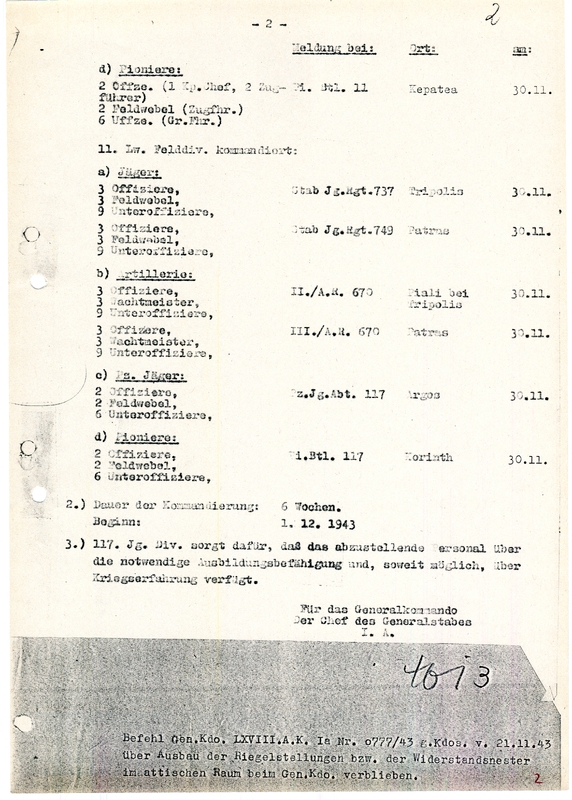 - 2 -
2
Meldung bei: Ort: am:
d) Pioniere:
2 Offze. (1 Kp.Chef, 2 Zug- Pi. Btl. 11 Kepatea 30.11.
führer)
2 Feldwebel (Zugfhr.)
6 Uffze. (Gr.Fhr.)
11. Lw. Felddiv. kommandiert:
a) Jäger:
3 Offiziere, Stab Jg.Rgt.737 Tripolis 30.11.
3 Feldwebel,
9 Unteroffiziere,
3 Offiziere, Stab Jg.Rgt.749 Patras 30.11.
3 Feldwebel,
9 Unteroffiziere,
b) Artillerie:
3 Offiziere, II./A.R. 670 Piali bei 30.11.
3 Wachtmeister, Tripolis
9 Unteroffiziere,
3 Offiziere, III./A.R. 670 Patras 30.11.
3 Wachtmeister,
9 Unteroffiziere,
c) Pz. Jäger:
2 Offiziere, Pz.Jg.Abt. 117 Argos 30.11.
2 Feldwebel,
6 Unteroffiziere,
d) Pioniere:
2 Offiziere, Pi.Btl. 117 Korinth 30.11.
2 Feldwebel,
6 Unteroffiziere,
2.) Dauer der Kommandierung: 6 Wochen.
Beginn: 1. 12. 1943
3.) 117. Jg. Div. sorgt dafür, daß das abzustellende Personal über
die notwendige Ausbildungsbefähigung und, soweit möglich, über
Kriegserfahrung verfügt.
Für das Generalkommando
Der Chef des Generalstabes
I. A.
Befehl Gen.Kdo. LXVIII.A.K. Ia Nr. o777/43 g.Kdos. v. 21.11.43
über Ausbau der Riegelstellungen bzw. der Widerstandsnester
im attischen Raum beim Gen.Kdo. verblieben.
2